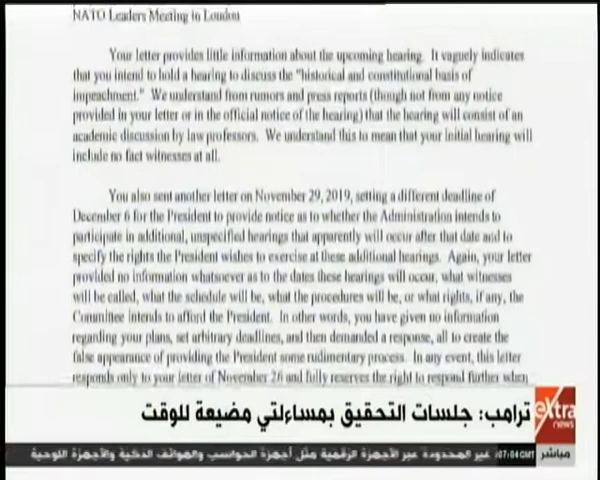 NATO Leaders Meeting in London
Your letter provides little information about the upcoming hearing. It vaguely indicates
that you intend to hold a hearing to discuss the "historical and constitutional basis of
impeachment." We understand from rumors and press reports (though not from any notice
provided in your letter or in the official notice of the hearing) that the hearing will consist of an
academic discussion by law professors. We understand this to mean that your initial hearing will
include no fact witnesses at all.
You also sent another letter on November 29, 2019, setting a different deadline of
December 6 for the President to provide notice as to whether the Administration intends to
participate in additional, unspecified hearings that apparently will occur after that date and to
specify the rights the President wishes to exercise at these additional hearings. Again, your letter
provided no information whatsoever as to the dates these hearings will occur, what witnesses
will be called, what the schedule will be, what the procedures will be, or what rights, if any, the
Committee intends to afford the President. In other words, you have given no information
regarding your plans, set arbitrary deadlines, and then demanded a response, all to create the
false appearance of providing the President some rudimentary process. In any event, this letter
responds only to your letter of November 26 and fully reserves the right to respond further when
ترامب: جلسات التحقيق بمساءلتي مضيعة للوقت
eXtra
news
مباشر
07:04GMT
غير المحدودة عبر الأجهزة الرقمية مثل أجهزة الحواسب والهواتف الذكية والأجهزة اللوحية